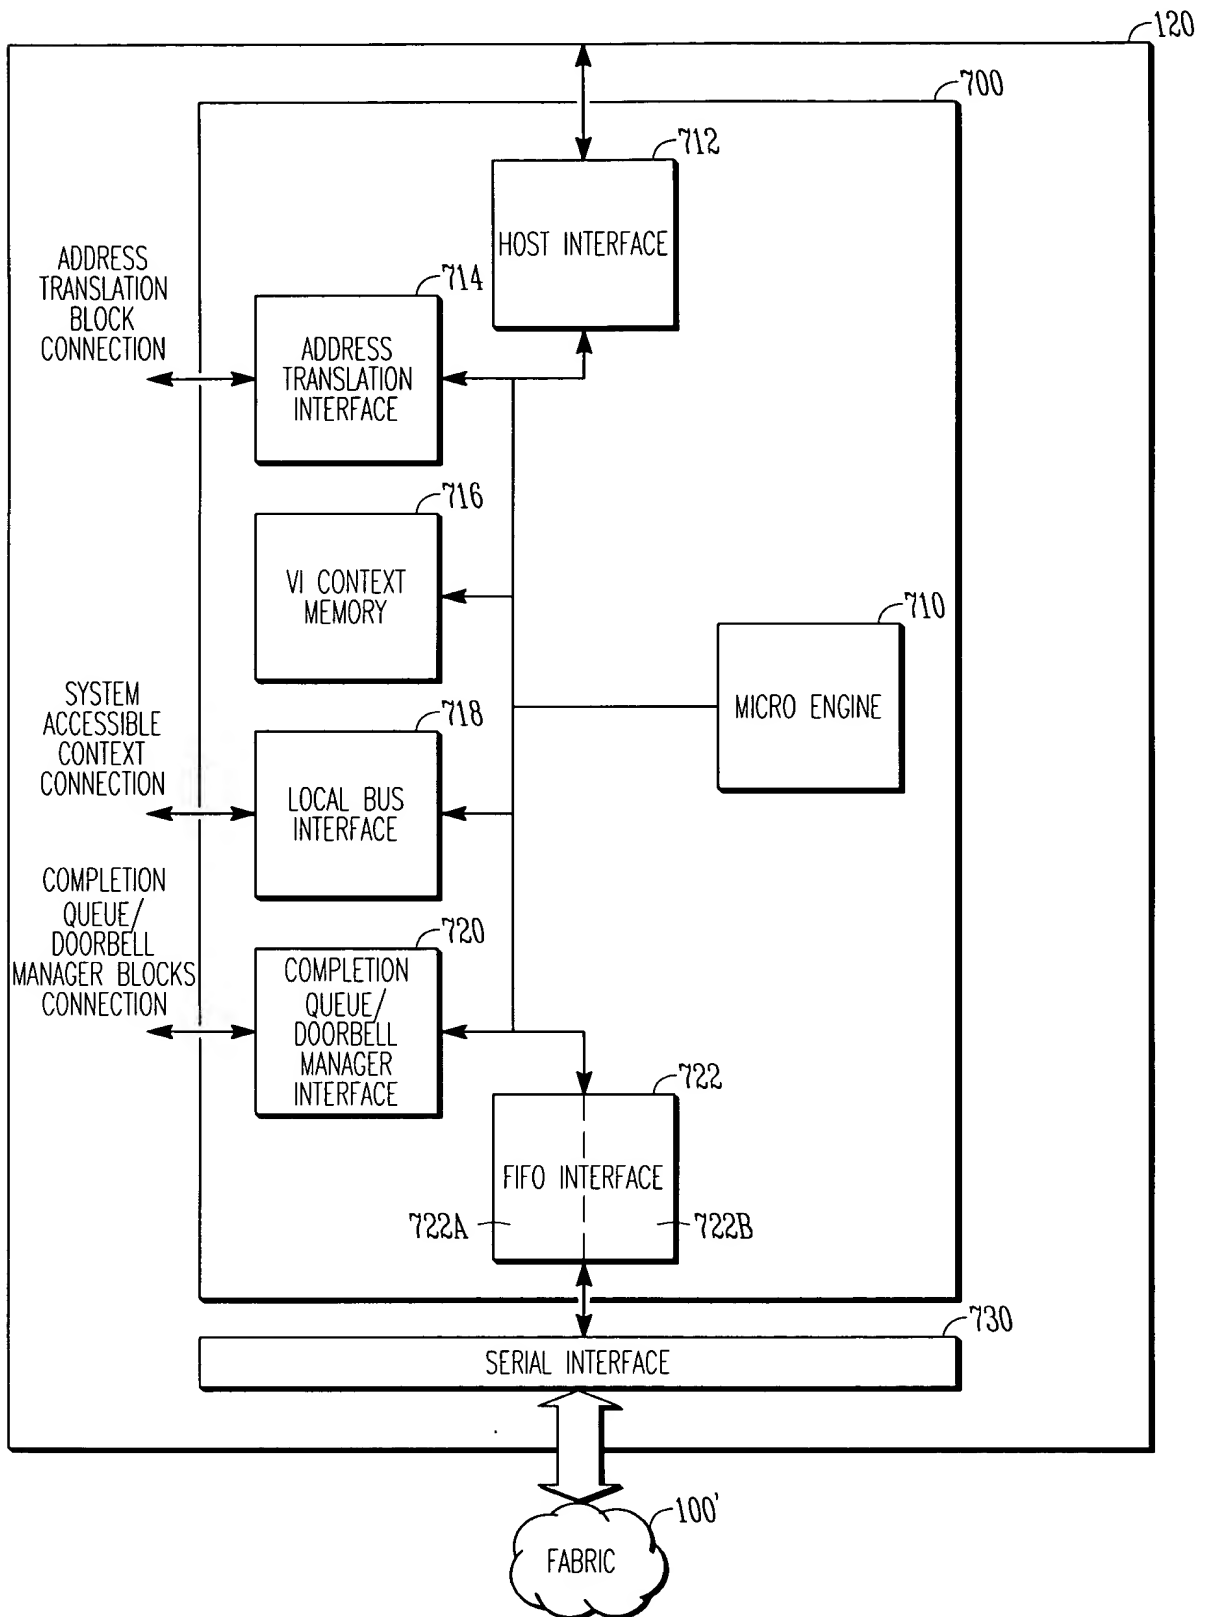 120
700
712
HOST INTERFACE
ADDRESS
TRANSLATION
BLOCK
CONNECTION
714
ADDRESS
TRANSLATION
INTERFACE
716
VI CONTEXT
MEMORY
710
MICRO ENGINE
SYSTEM
ACCESSIBLE
CONTEXT
CONNECTION
718
LOCAL BUS
INTERFACE
COMPLETION
QUEUE/
DOORBELL
MANAGER BLOCKS
CONNECTION
720
COMPLETION
QUEUE/
DOORBELL
MANAGER
INTERFACE
722
FIFO INTERFACE
722A
722B
730
SERIAL INTERFACE
100'
FABRIC